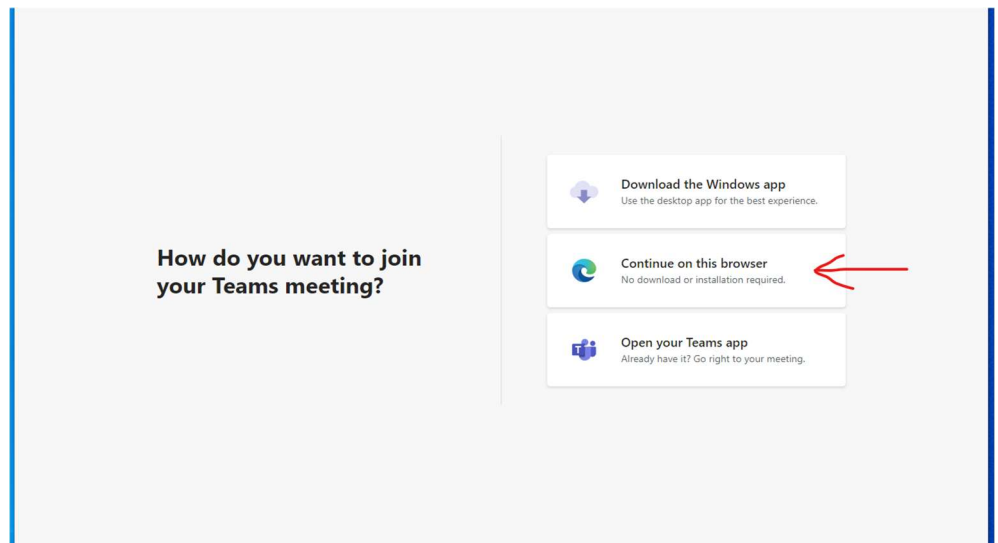 How do you want to join
your Teams meeting?
Download the Windows app
Use the desktop app for the best experience.
Continue on this browser
No download or installation required.
Open your Teams app
Already have it? Go right to your meeting.